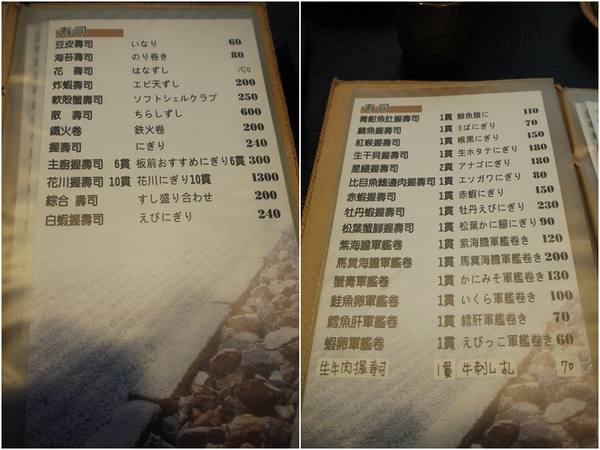 寿司
豆皮壽司 いなり 60
海苔壽司 のり巻き 80
花 壽司 はなずし 150
炸蝦壽司 エビ天ずし 200
軟殼蟹壽司 ソフトシェルクラブ 250
散 壽司 ちらしずし 600
鐵火卷 鉄火卷 200
握壽司 にぎり 240
主廚握壽司 6貫 板前おすすめにぎり6貫 300
花川握壽司 10貫 花川にぎり10貫 1300
綜合 壽司 すし盛り合わせ 200
白蝦握壽司 えびにぎり 240
寿司
青魽魚肚握壽司 1貫 鰤魚腹に 110
鯖魚握壽司 1貫 さばにぎり 70
紅喉握壽司 1貫 喉黑にぎり 150
生干貝握壽司 1貫 生ホタテにぎり 180
星鰻握壽司 2貫 アナゴにぎり 180
比目魚鰭邊肉握壽司 1貫 エソガワにぎり 80
赤蝦握壽司 1貫 赤蝦にぎり 150
牡丹蝦握壽司 1貫 牡丹えびにぎり 230
松葉蟹腳握壽司 1貫 松葉かに腳にぎり 90
紫海膽軍艦卷 1貫 紫海膽軍艦巻き 120
馬糞海膽軍艦卷 1貫 馬糞海膽軍艦巻き 200
蟹膏軍艦卷 1貫 かにみそ軍艦巻き 130
鮭魚卵軍艦卷 1貫 いくら軍艦巻き 100
鱈魚肝軍艦卷 1貫 鱈肝軍艦巻き 70
蝦卵軍艦卷 1貫 えびっこ軍艦巻き 60
生牛肉握寿司 1貫 牛刺し 70